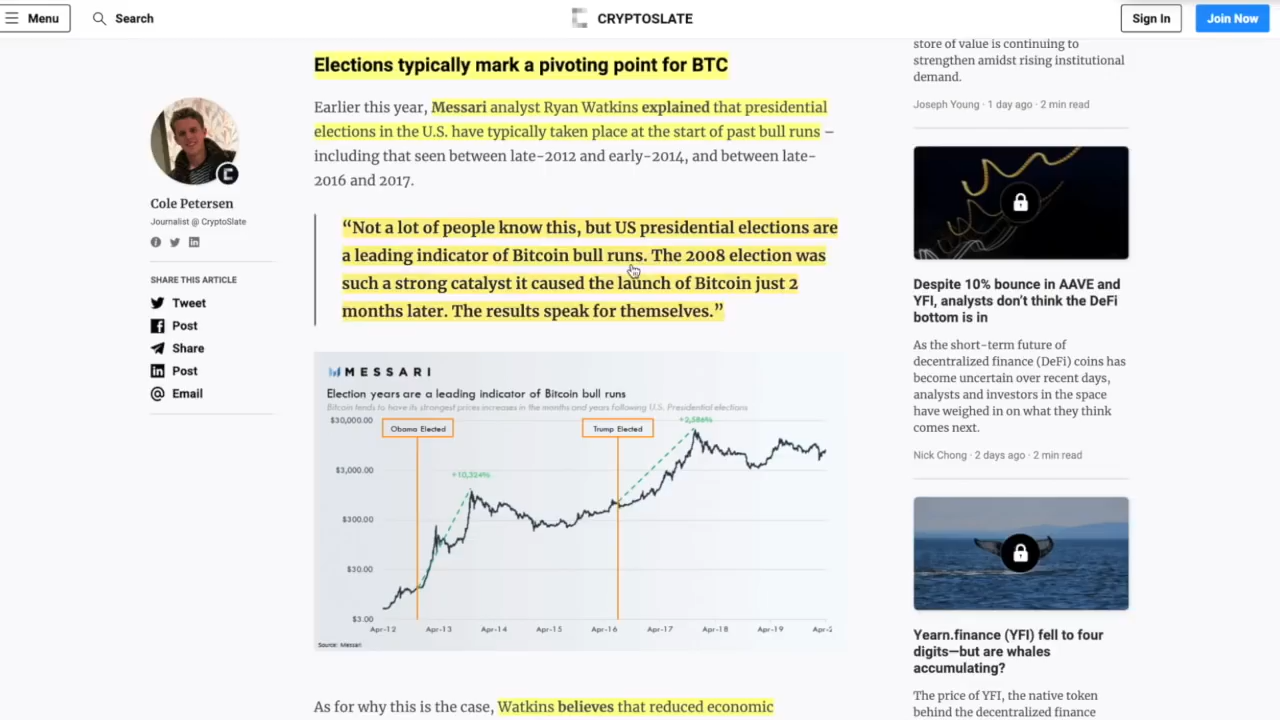 Menu
Search
CRYPTOSLATE
Sign In
Join Now
Cole Petersen
Journalist @ CryptoSlate
SHARE THIS ARTICLE
Tweet
Post
Share
Post
Email
Elections typically mark a pivoting point for BTC
Earlier this year, Messari analyst Ryan Watkins explained that presidential
elections in the U.S. have typically taken place at the start of past bull runs –
including that seen between late-2012 and early-2014, and between late-
2016 and 2017.
“Not a lot of people know this, but US presidential elections are
a leading indicator of Bitcoin bull runs. The 2008 election was
such a strong catalyst it caused the launch of Bitcoin just 2
months later. The results speak for themselves.”
MESSARI
Election years are a leading indicator of Bitcoin bull runs
Bitcoin tends to have its strongest prices increases in the months and years following U.S. Presidential elections
$30,000.00
$3,000.00
$300.00
$30.00
$3.00
Obama Elected
Trump Elected
+10,324%
+2,586%
Apr-12 Apr-13 Apr-14 Apr-15 Apr-16 Apr-17 Apr-18 Apr-19 Apr-2
Source: Messari
As for why this is the case, Watkins believes that reduced economic
store of value is continuing to
strengthen amidst rising institutional
demand.
Joseph Young · 1 day ago · 2 min read
Despite 10% bounce in AAVE and
YFI, analysts don’t think the DeFi
bottom is in
As the short-term future of
decentralized finance (DeFi) coins has
become uncertain over recent days,
analysts and investors in the space
have weighed in on what they think
comes next.
Nick Chong · 2 days ago · 2 min read
Yearn.finance (YFI) fell to four
digits—but are whales
accumulating?
The price of YFI, the native token
behind the decentralized finance